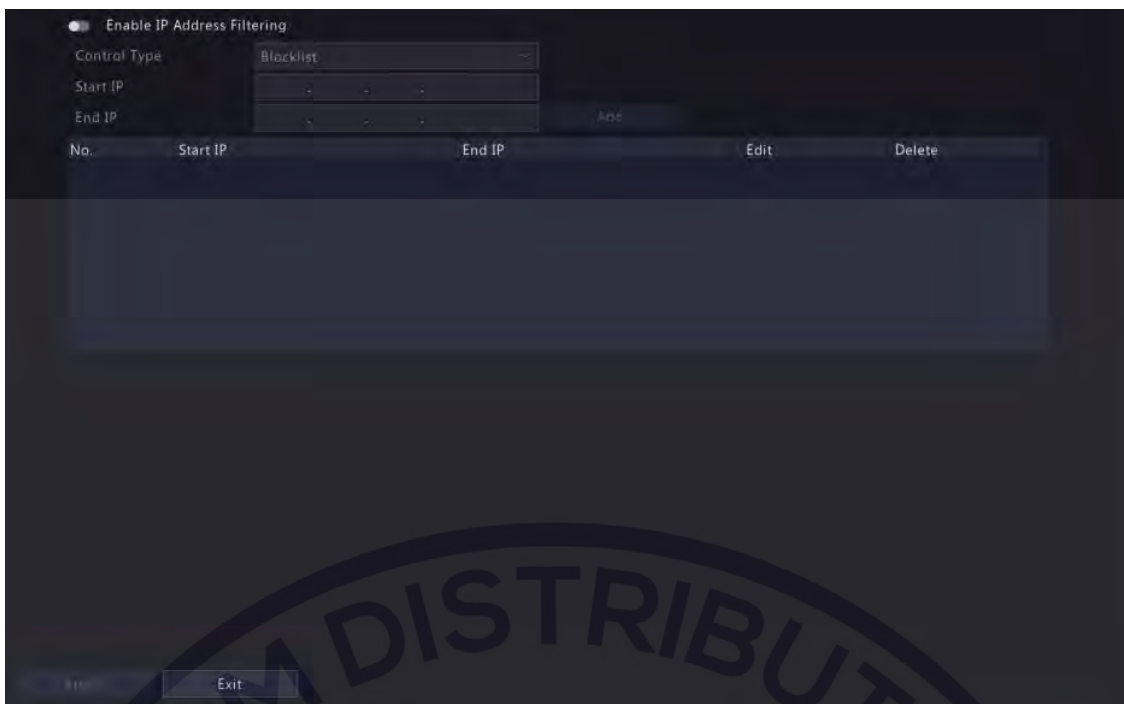 Enable IP Address Filtering
Control Type Blocklist
Start IP . . .
End IP . . . Add
No. Start IP End IP Edit Delete
DISTRIBUT
Exit